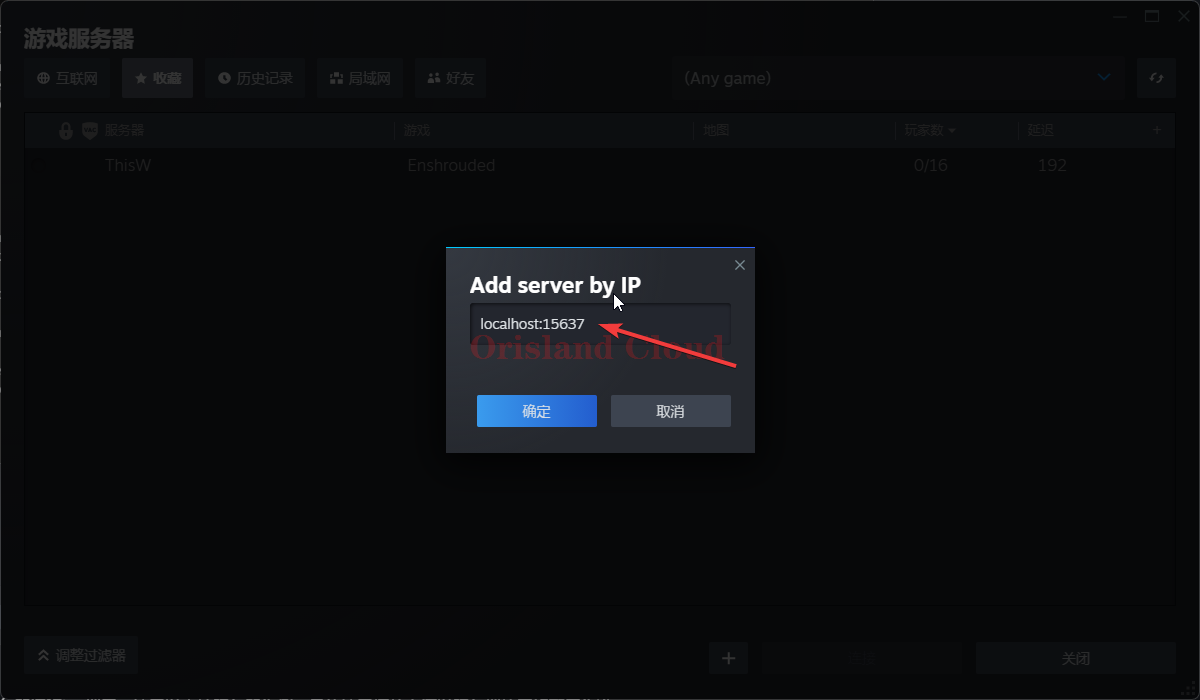 游戏服务器
互联网
收藏
历史记录
局域网
好友
(Any game)
服务器
游戏
地图
玩家数
延迟
+
ThisW
Enshrouded
0/16
192
Add server by IP
localhost:15637
Orisland Cloud
确定
取消
调整过滤器
+
关闭